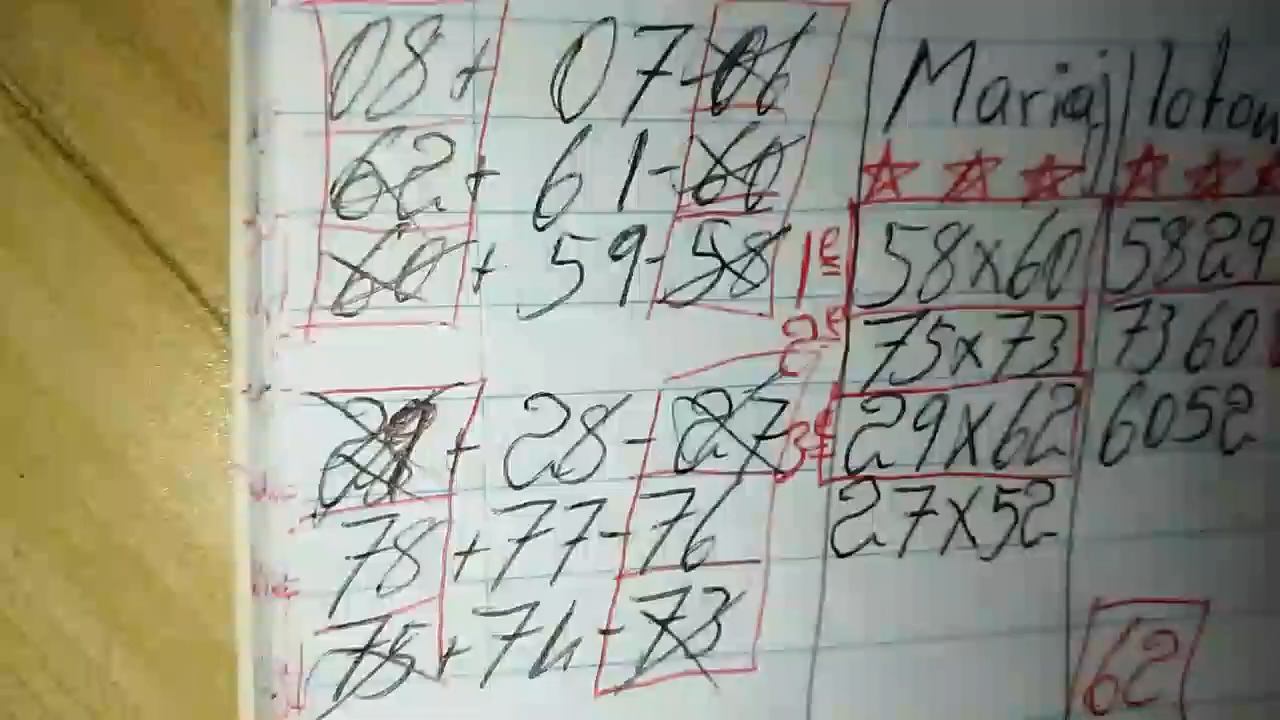 08 + 07 - 06
62 + 61 - 60
60 + 59 - 58
29 + 28 - 27
78 + 77 - 76
75 + 74 - 73
Mariaj
1e 58x60
2e 75x73
3e 29x62
27x52
5829
7360
6052
62